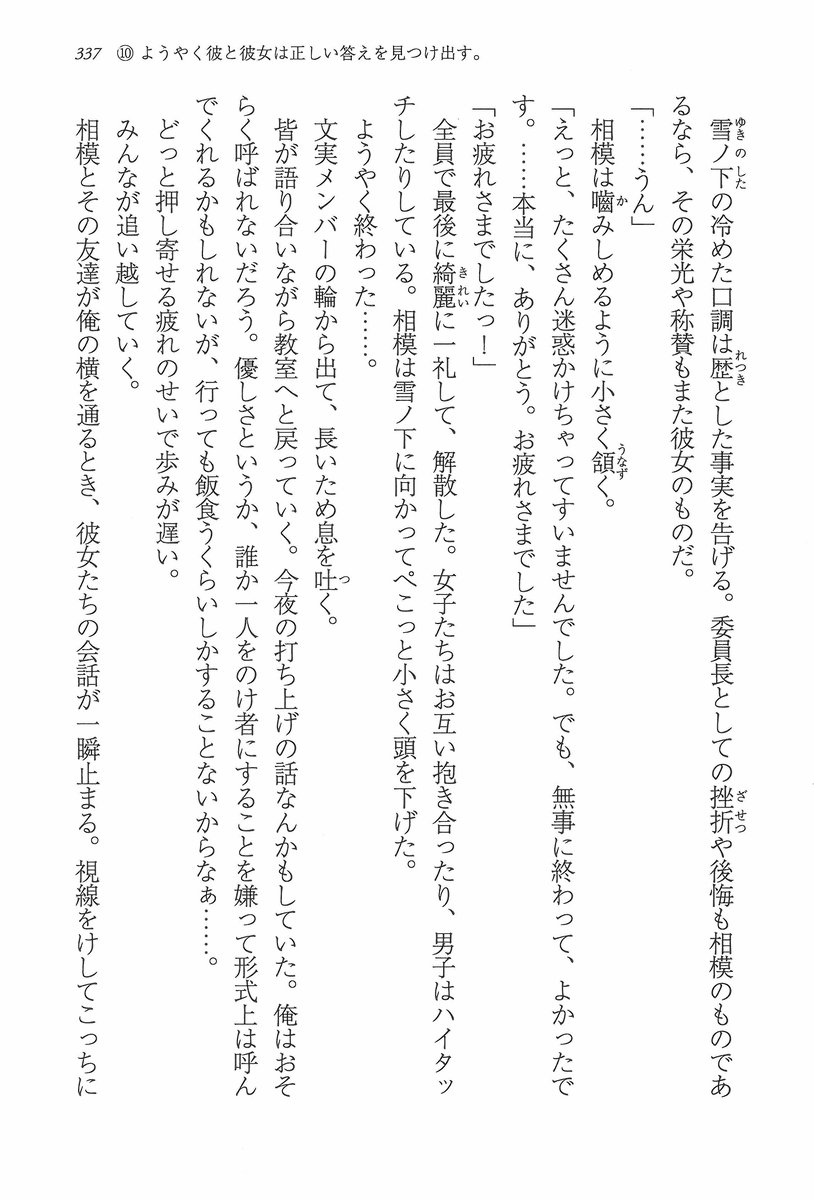 337　⑩ ようやく彼と彼女は正しい答えを見つけ出す。
　雪ノ下の冷めた口調は歴とした事実を告げる。委員長としての挫折や後悔も相模のものであ
るなら、その栄光や称賛もまた彼女のものだ。
「……うん」
　相模は嚙みしめるように小さく頷く。
「えっと、たくさん迷惑かけちゃってすいませんでした。でも、無事に終わって、よかったで
す。……本当に、ありがとう。お疲れさまでした」
「お疲れさまでしたっ！」
　全員で最後に綺麗に一礼して、解散した。女子たちはお互い抱き合ったり、男子はハイタッ
チしたりしている。相模は雪ノ下に向かってぺこっと小さく頭を下げた。
　ようやく終わった……。
　文実メンバーの輪から出て、長いため息を吐く。
　皆が語り合いながら教室へと戻っていく。今夜の打ち上げの話なんかもしていた。俺はおそ
らく呼ばれないだろう。優しさというか、誰か一人をのけ者にすることを嫌って形式上は呼ん
でくれるかもしれないが、行っても飯食うくらいしかすることないからなぁ……。
　どっと押し寄せる疲れのせいで歩みが遅い。
　みんなが追い越していく。
　相模とその友達が俺の横を通るとき、彼女たちの会話が一瞬止まる。視線をけしてこっちに